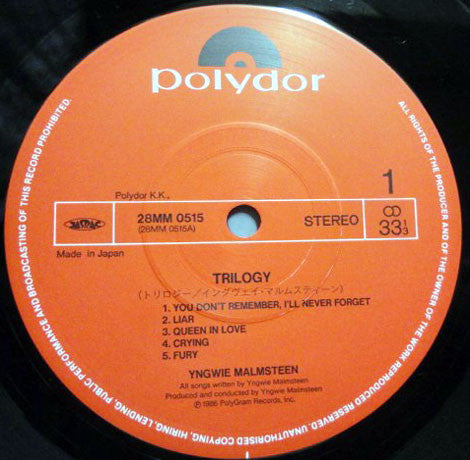 polydor
Polydor K.K.,
28MM 0515
(28MM 0515A)
JASRAC
Made in Japan
STEREO
1
33 1/3
TRILOGY
(トリロジー/イングヴェイ・マルムスティーン)
1. YOU DON'T REMEMBER, I'LL NEVER FORGET
2. LIAR
3. QUEEN IN LOVE
4. CRYING
5. FURY
YNGWIE MALMSTEEN
All songs written by Yngwie Malmsteen
Produced and conducted by Yngwie Malmsteen
Ⓟ 1986 PolyGram Records, Inc.
ALL RIGHTS OF THE PRODUCER AND OF THE OWNER OF THE WORK REPRODUCED RESERVED. UNAUTHORISED COPYING, HIRING, LENDING, PUBLIC PERFORMANCE AND BROADCASTING OF THIS RECORD PROHIBITED.